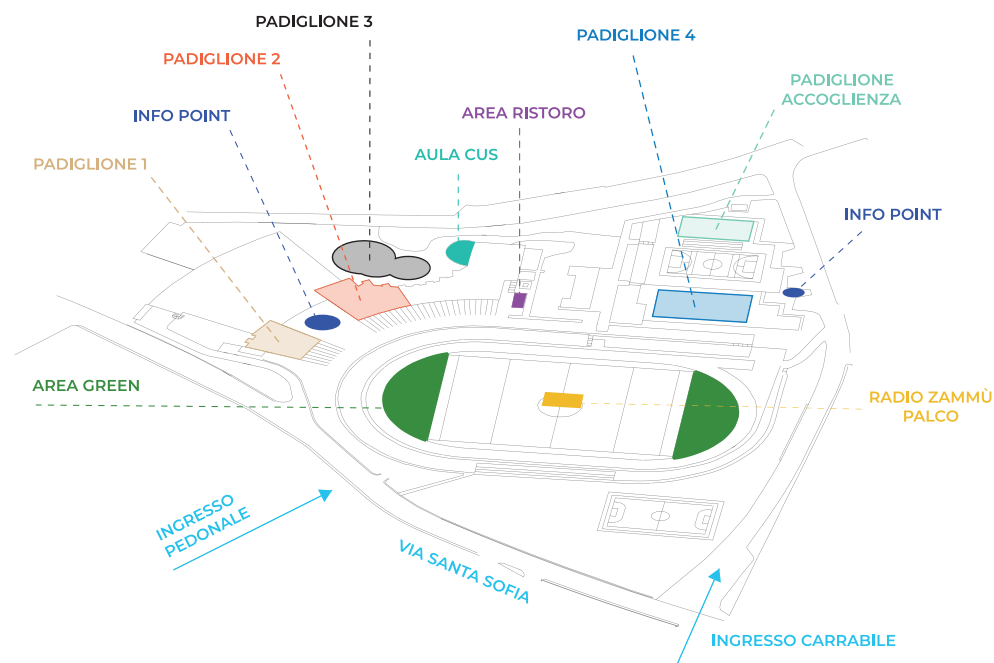 PADIGLIONE 3
PADIGLIONE 4
PADIGLIONE 2
PADIGLIONE
ACCOGLIENZA
INFO POINT
AREA RISTORO
AULA CUS
PADIGLIONE 1
INFO POINT
AREA GREEN
RADIO ZAMMÙ
PALCO
INGRESSO
PEDONALE
VIA SANTA SOFIA
INGRESSO CARRABILE